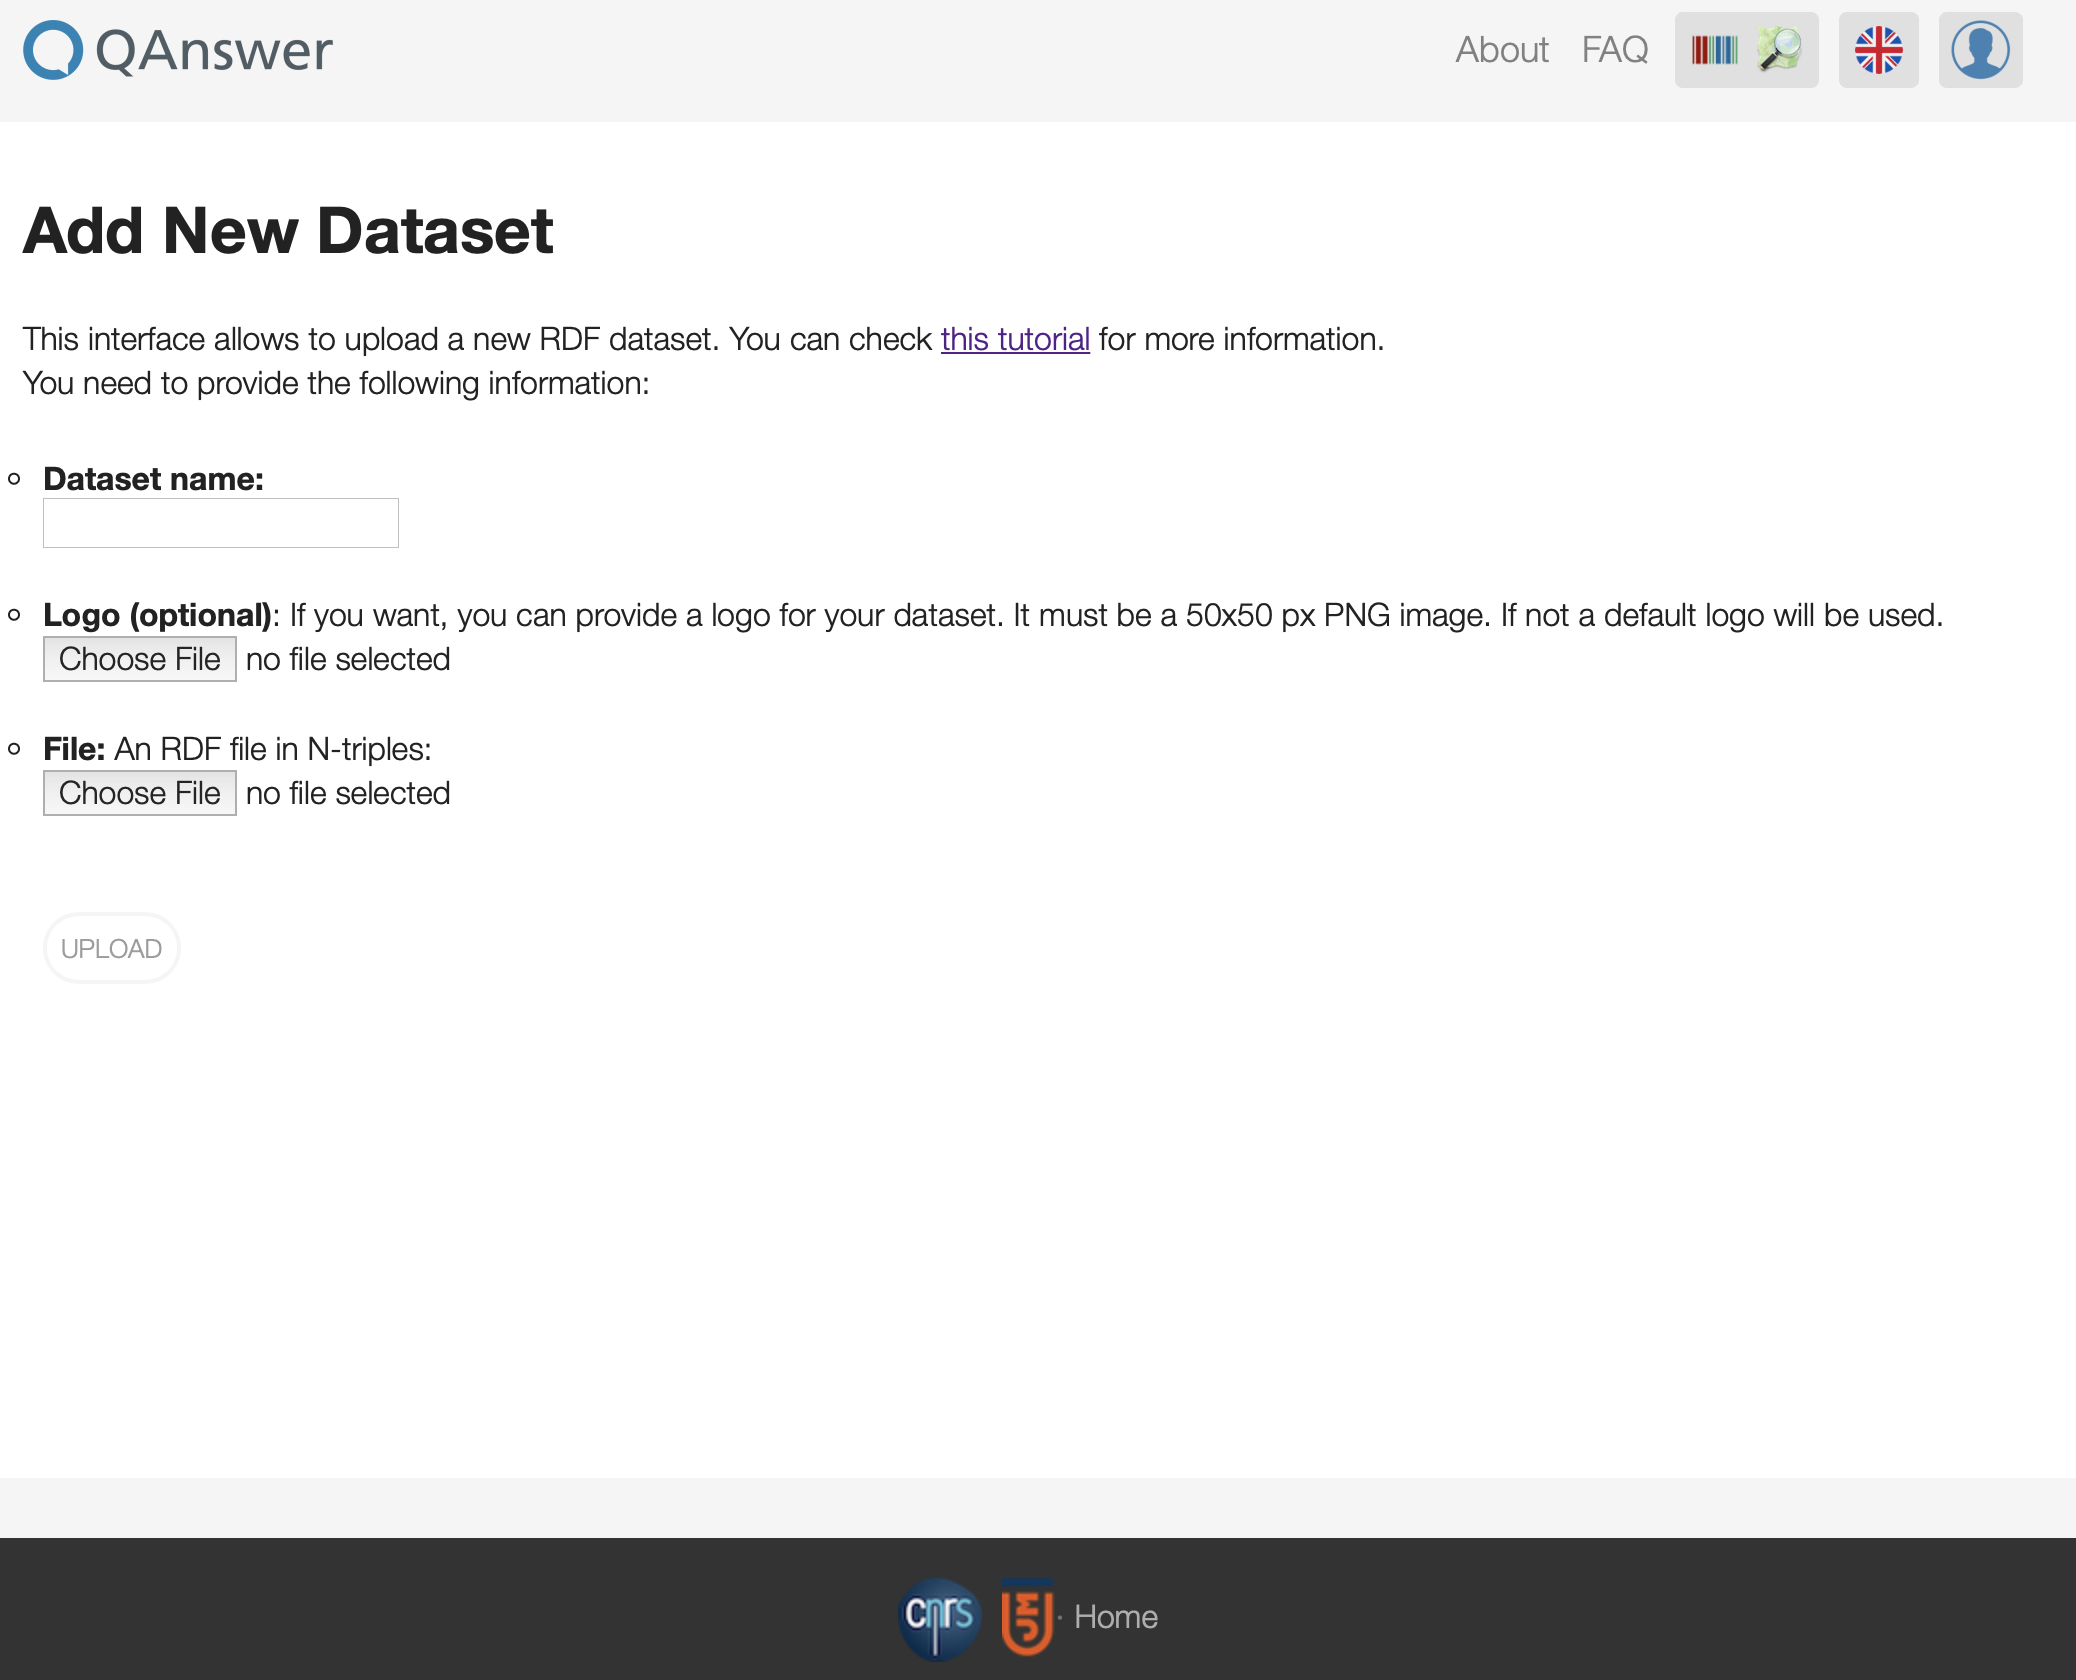 QAnswer
About FAQ
Add New Dataset
This interface allows to upload a new RDF dataset. You can check this tutorial for more information.
You need to provide the following information:
Dataset name:
Logo (optional): If you want, you can provide a logo for your dataset. It must be a 50x50 px PNG image. If not a default logo will be used.
Choose File no file selected
File: An RDF file in N-triples:
Choose File no file selected
UPLOAD
cnrs UJM · Home